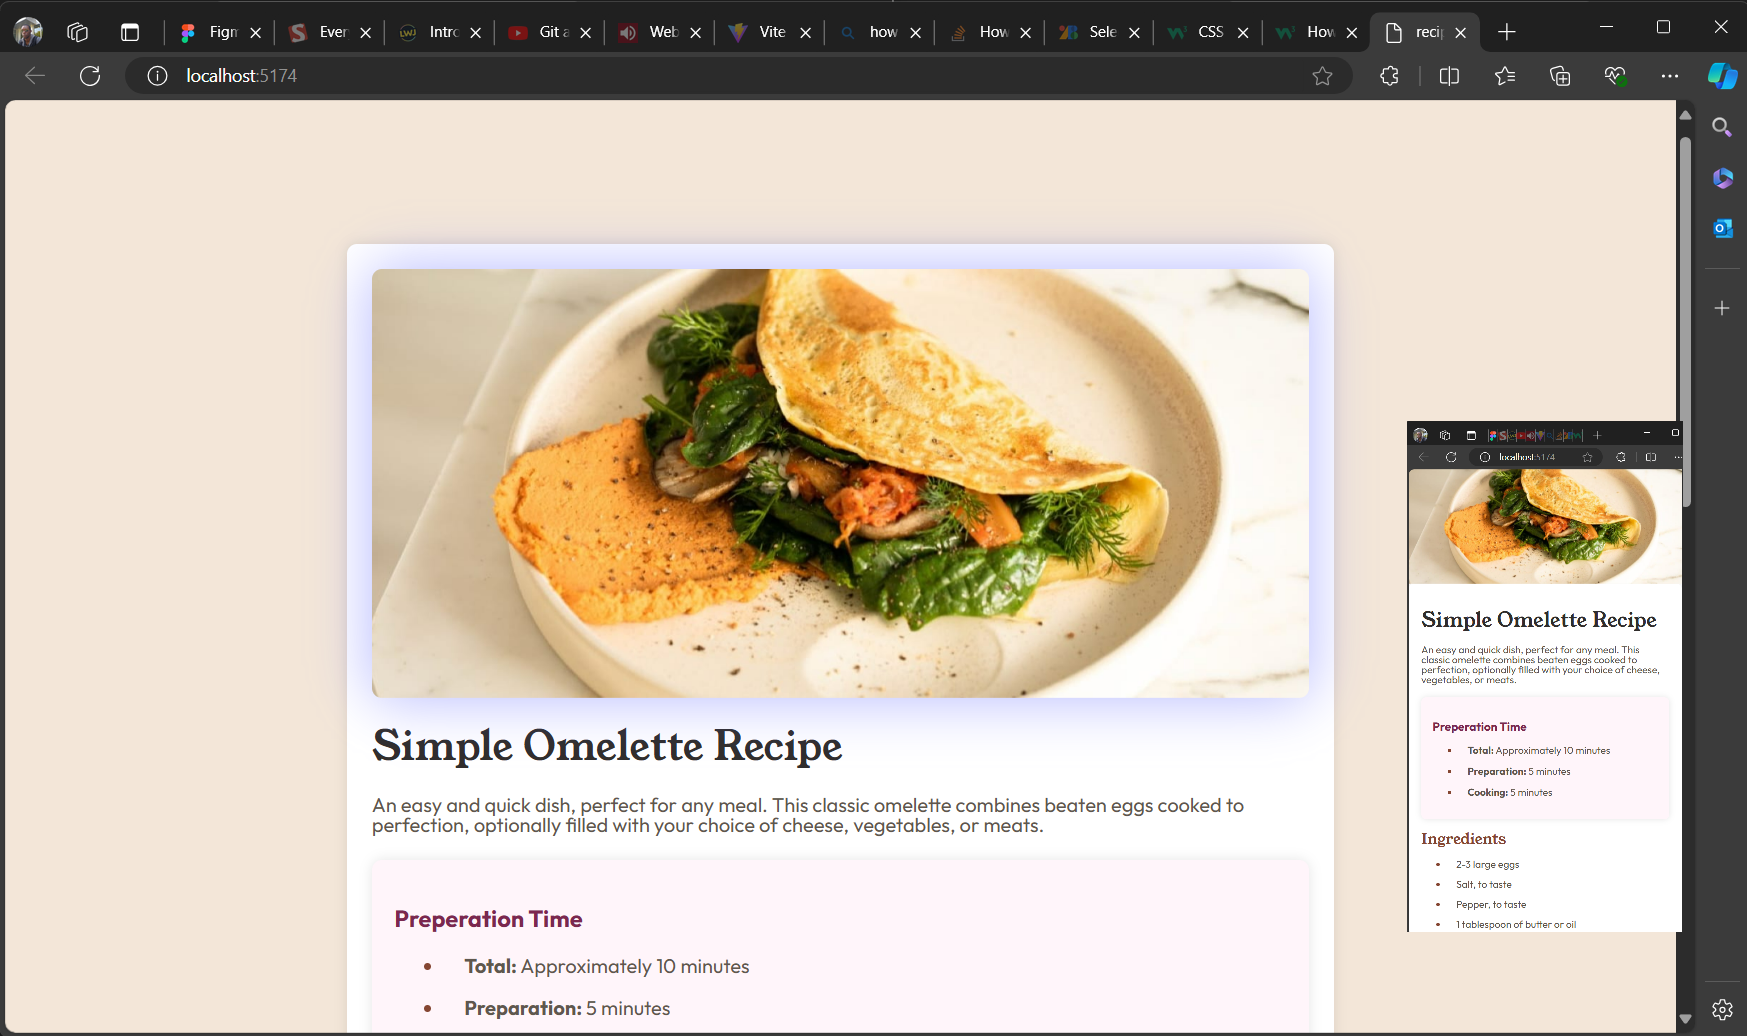 Figm
Ever
Intro
Git a
Web
Vite
how
How
Sele
CSS
How
reci
localhost:5174
Simple Omelette Recipe
An easy and quick dish, perfect for any meal. This classic omelette combines beaten eggs cooked to
perfection, optionally filled with your choice of cheese, vegetables, or meats.
Preperation Time
Total: Approximately 10 minutes
Preparation: 5 minutes
localhost:5174
Simple Omelette Recipe
An easy and quick dish, perfect for any meal. This
classic omelette combines beaten eggs cooked to
perfection, optionally filled with your choice of cheese,
vegetables, or meats.
Preperation Time
Total: Approximately 10 minutes
Preparation: 5 minutes
Cooking: 5 minutes
Ingredients
2-3 large eggs
Salt, to taste
Pepper, to taste
1 tablespoon of butter or oil